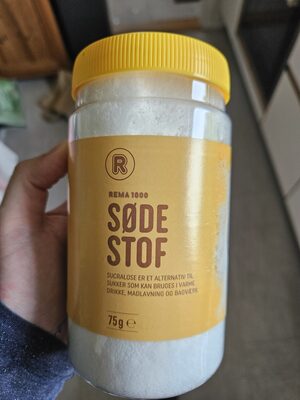 R
REMA 1000
SØDE
STOF
SUCRALOSE ER ET ALTERNATIV TIL
SUKKER SOM KAN BRUGES I VARME
DRIKKE, MADLAVNING OG BAGVÆRK.
75g ℮